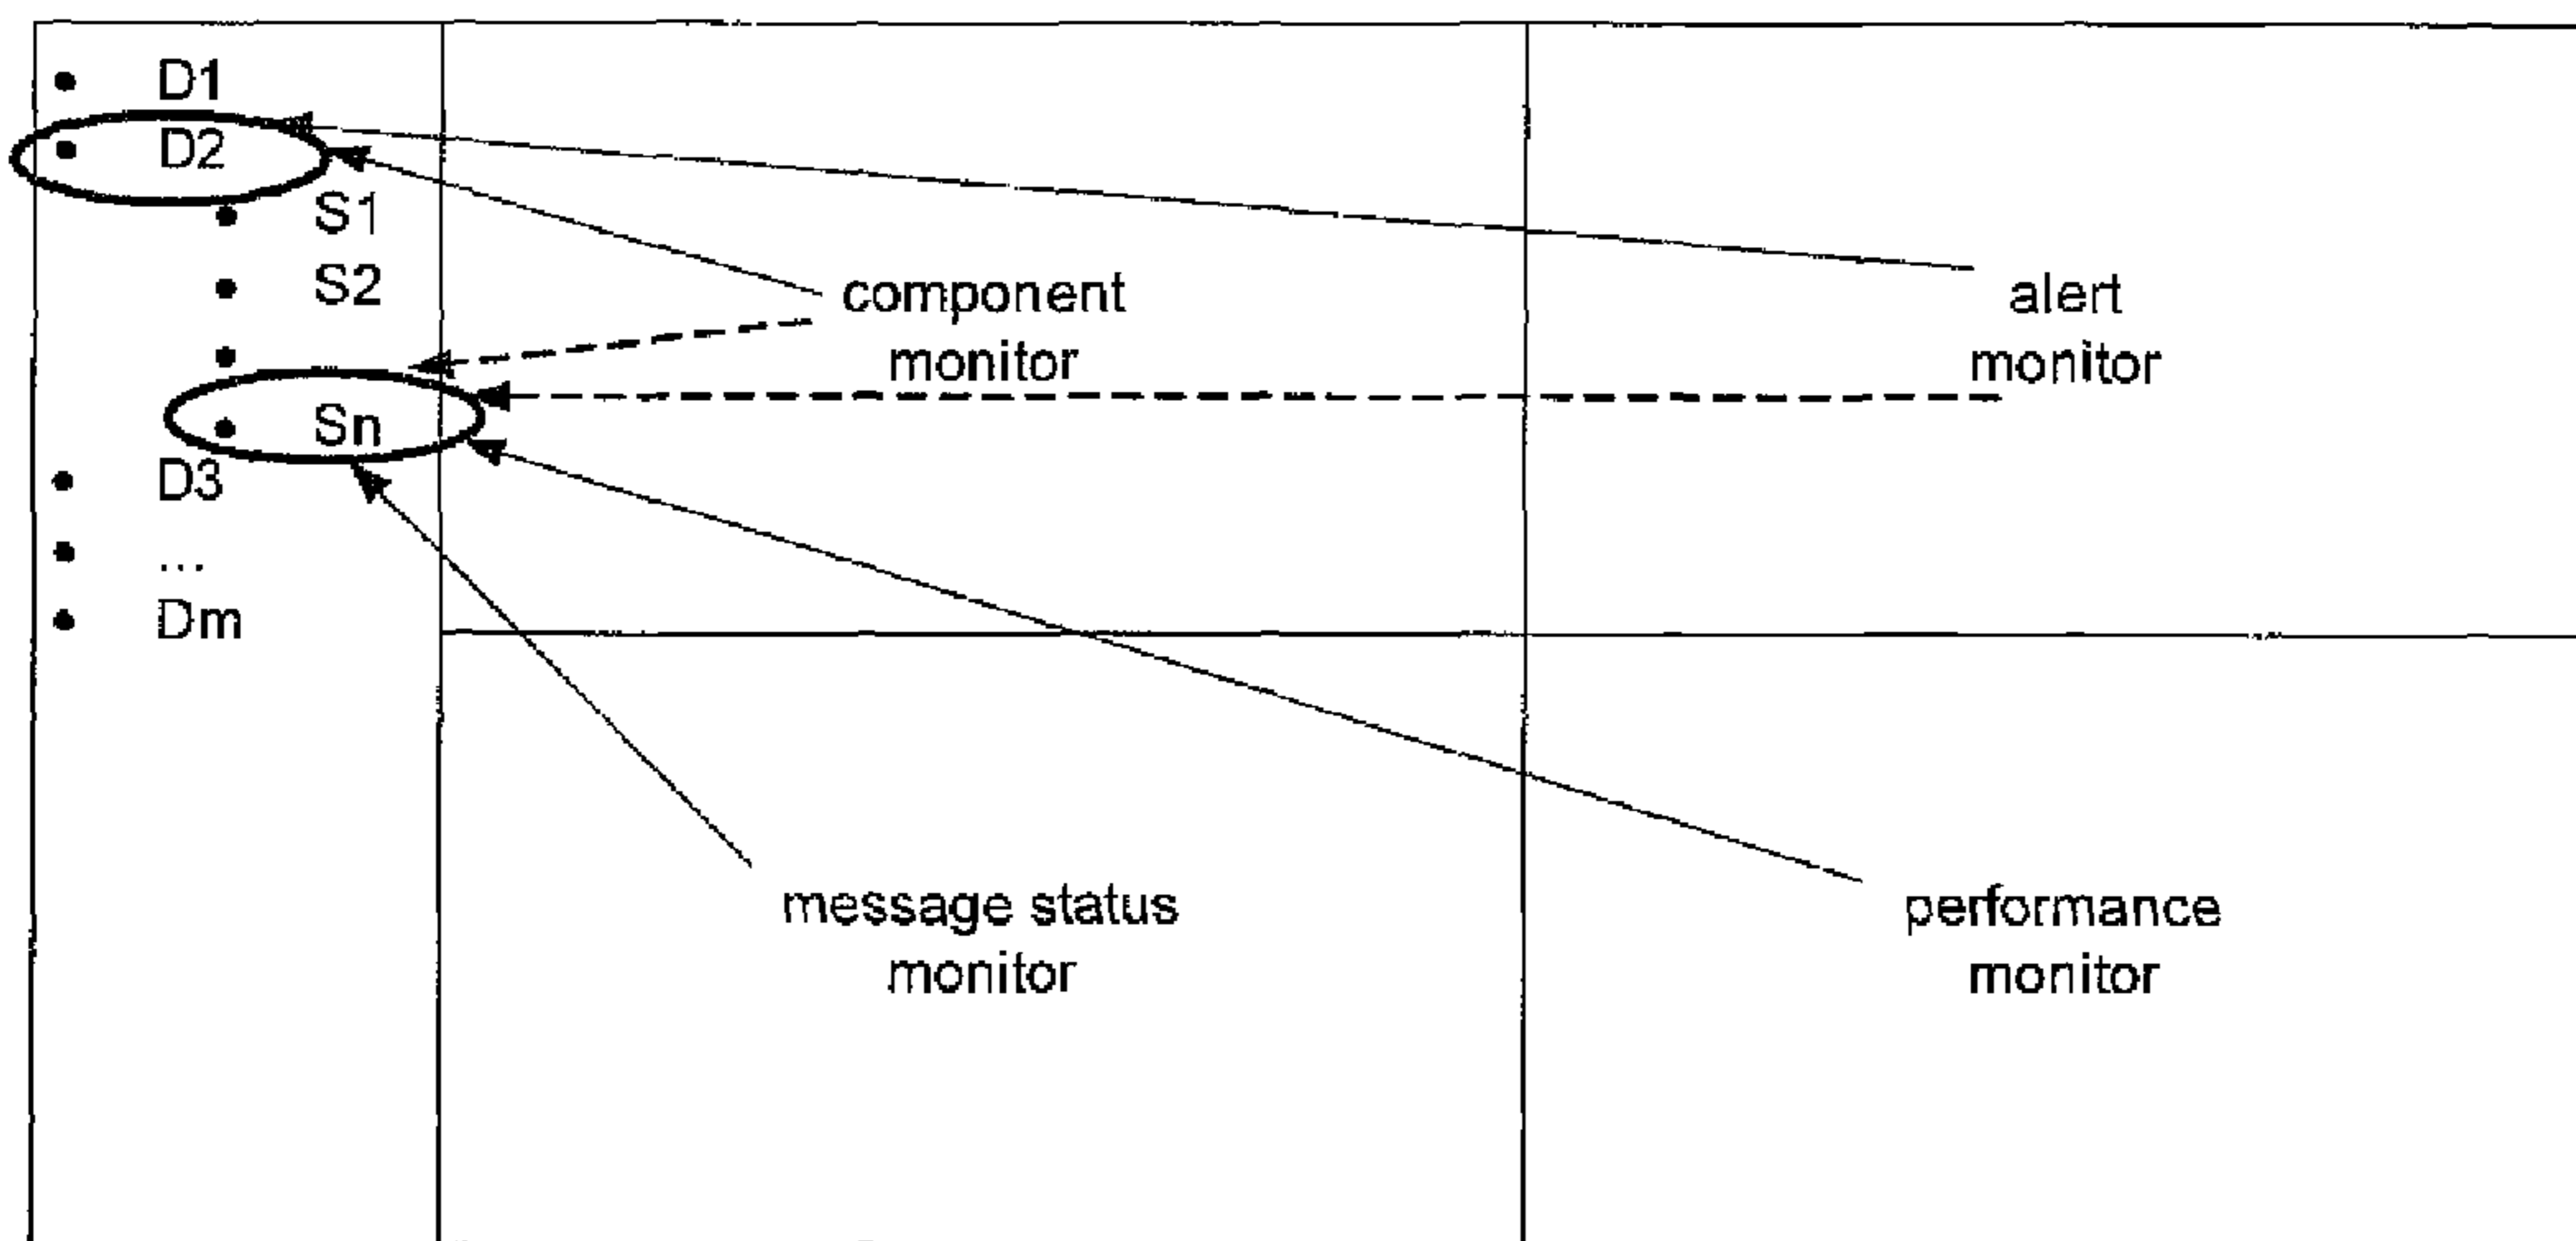 D1
D2
S1
S2
Sn
D3
...
Dm
component
monitor
alert
monitor
message status
monitor
performance
monitor